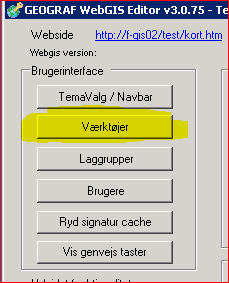 GEOGRAF WebGIS Editor v3.0.75 - Te
Webside http://f-gis02/test/kort.htm
Webgis version:
Brugerinterface
TemaValg / Navbar
Værktøjer
Laggrupper
Brugere
Ryd signatur cache
Vis genvejs taster